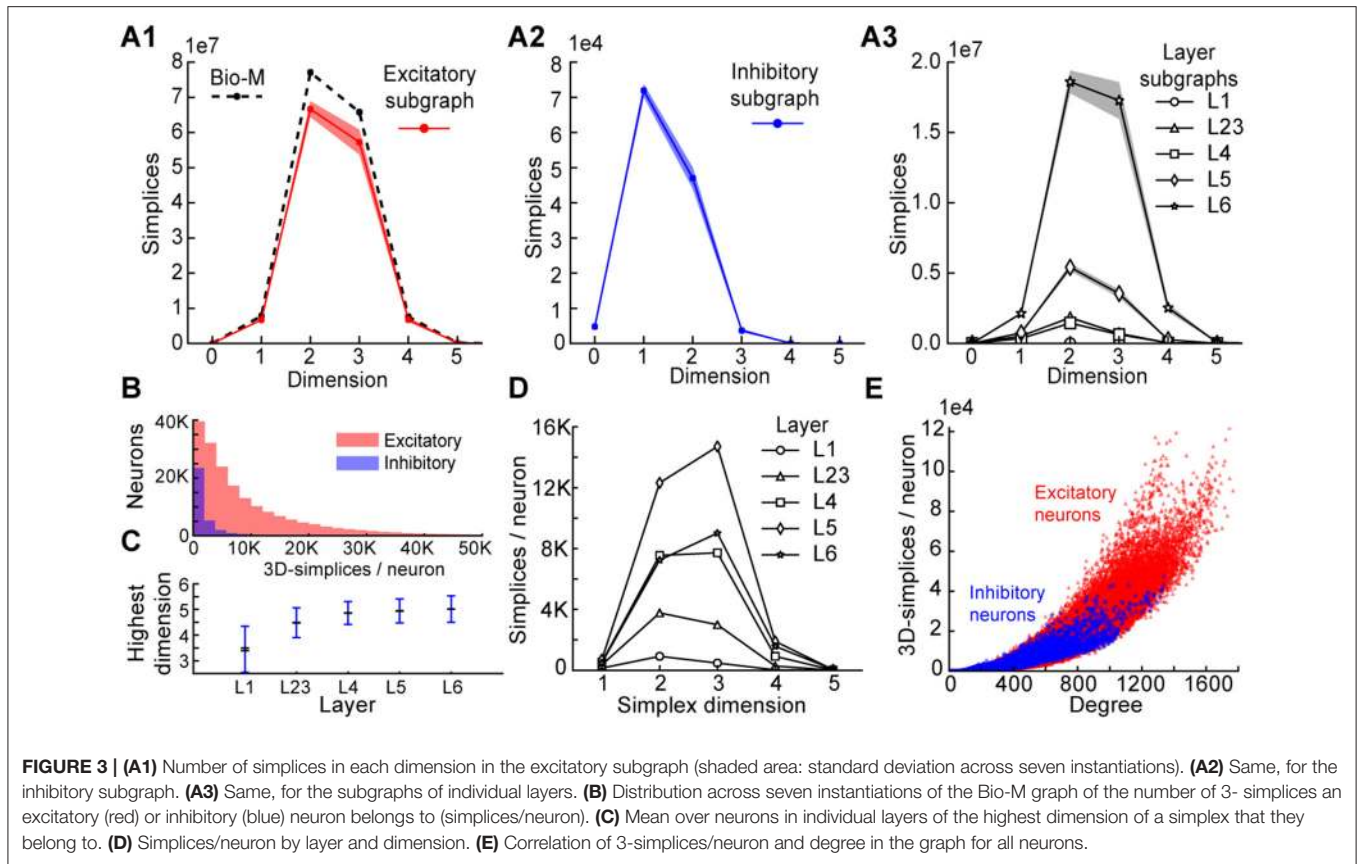 A1
1e7
Simplices
8
7
6
5
4
3
2
1
0
Bio-M
Excitatory
subgraph
0 1 2 3 4 5
Dimension
A2
1e4
Simplices
8
7
6
5
4
3
2
1
0
Inhibitory
subgraph
0 1 2 3 4 5
Dimension
A3
1e7
Simplices
2.0
1.5
1.0
0.5
0.0
Layer
subgraphs
L1
L23
L4
L5
L6
0 1 2 3 4 5
Dimension
B
Neurons
40K
20K
0
Excitatory
Inhibitory
0 10K 20K 30K 40K 50K
3D-simplices / neuron
C
Highest
dimension
6
5
4
3
L1 L23 L4 L5 L6
Layer
D
Simplices / neuron
16K
12K
8K
4K
0
Layer
L1
L23
L4
L5
L6
1 2 3 4 5
Simplex dimension
E
1e4
3D-simplices / neuron
12
10
8
6
4
2
0
Excitatory
neurons
Inhibitory
neurons
0 400 800 1200 1600
Degree
FIGURE 3 | (A1) Number of simplices in each dimension in the excitatory subgraph (shaded area: standard deviation across seven instantiations). (A2) Same, for the
inhibitory subgraph. (A3) Same, for the subgraphs of individual layers. (B) Distribution across seven instantiations of the Bio-M graph of the number of 3- simplices an
excitatory (red) or inhibitory (blue) neuron belongs to (simplices/neuron). (C) Mean over neurons in individual layers of the highest dimension of a simplex that they
belong to. (D) Simplices/neuron by layer and dimension. (E) Correlation of 3-simplices/neuron and degree in the graph for all neurons.